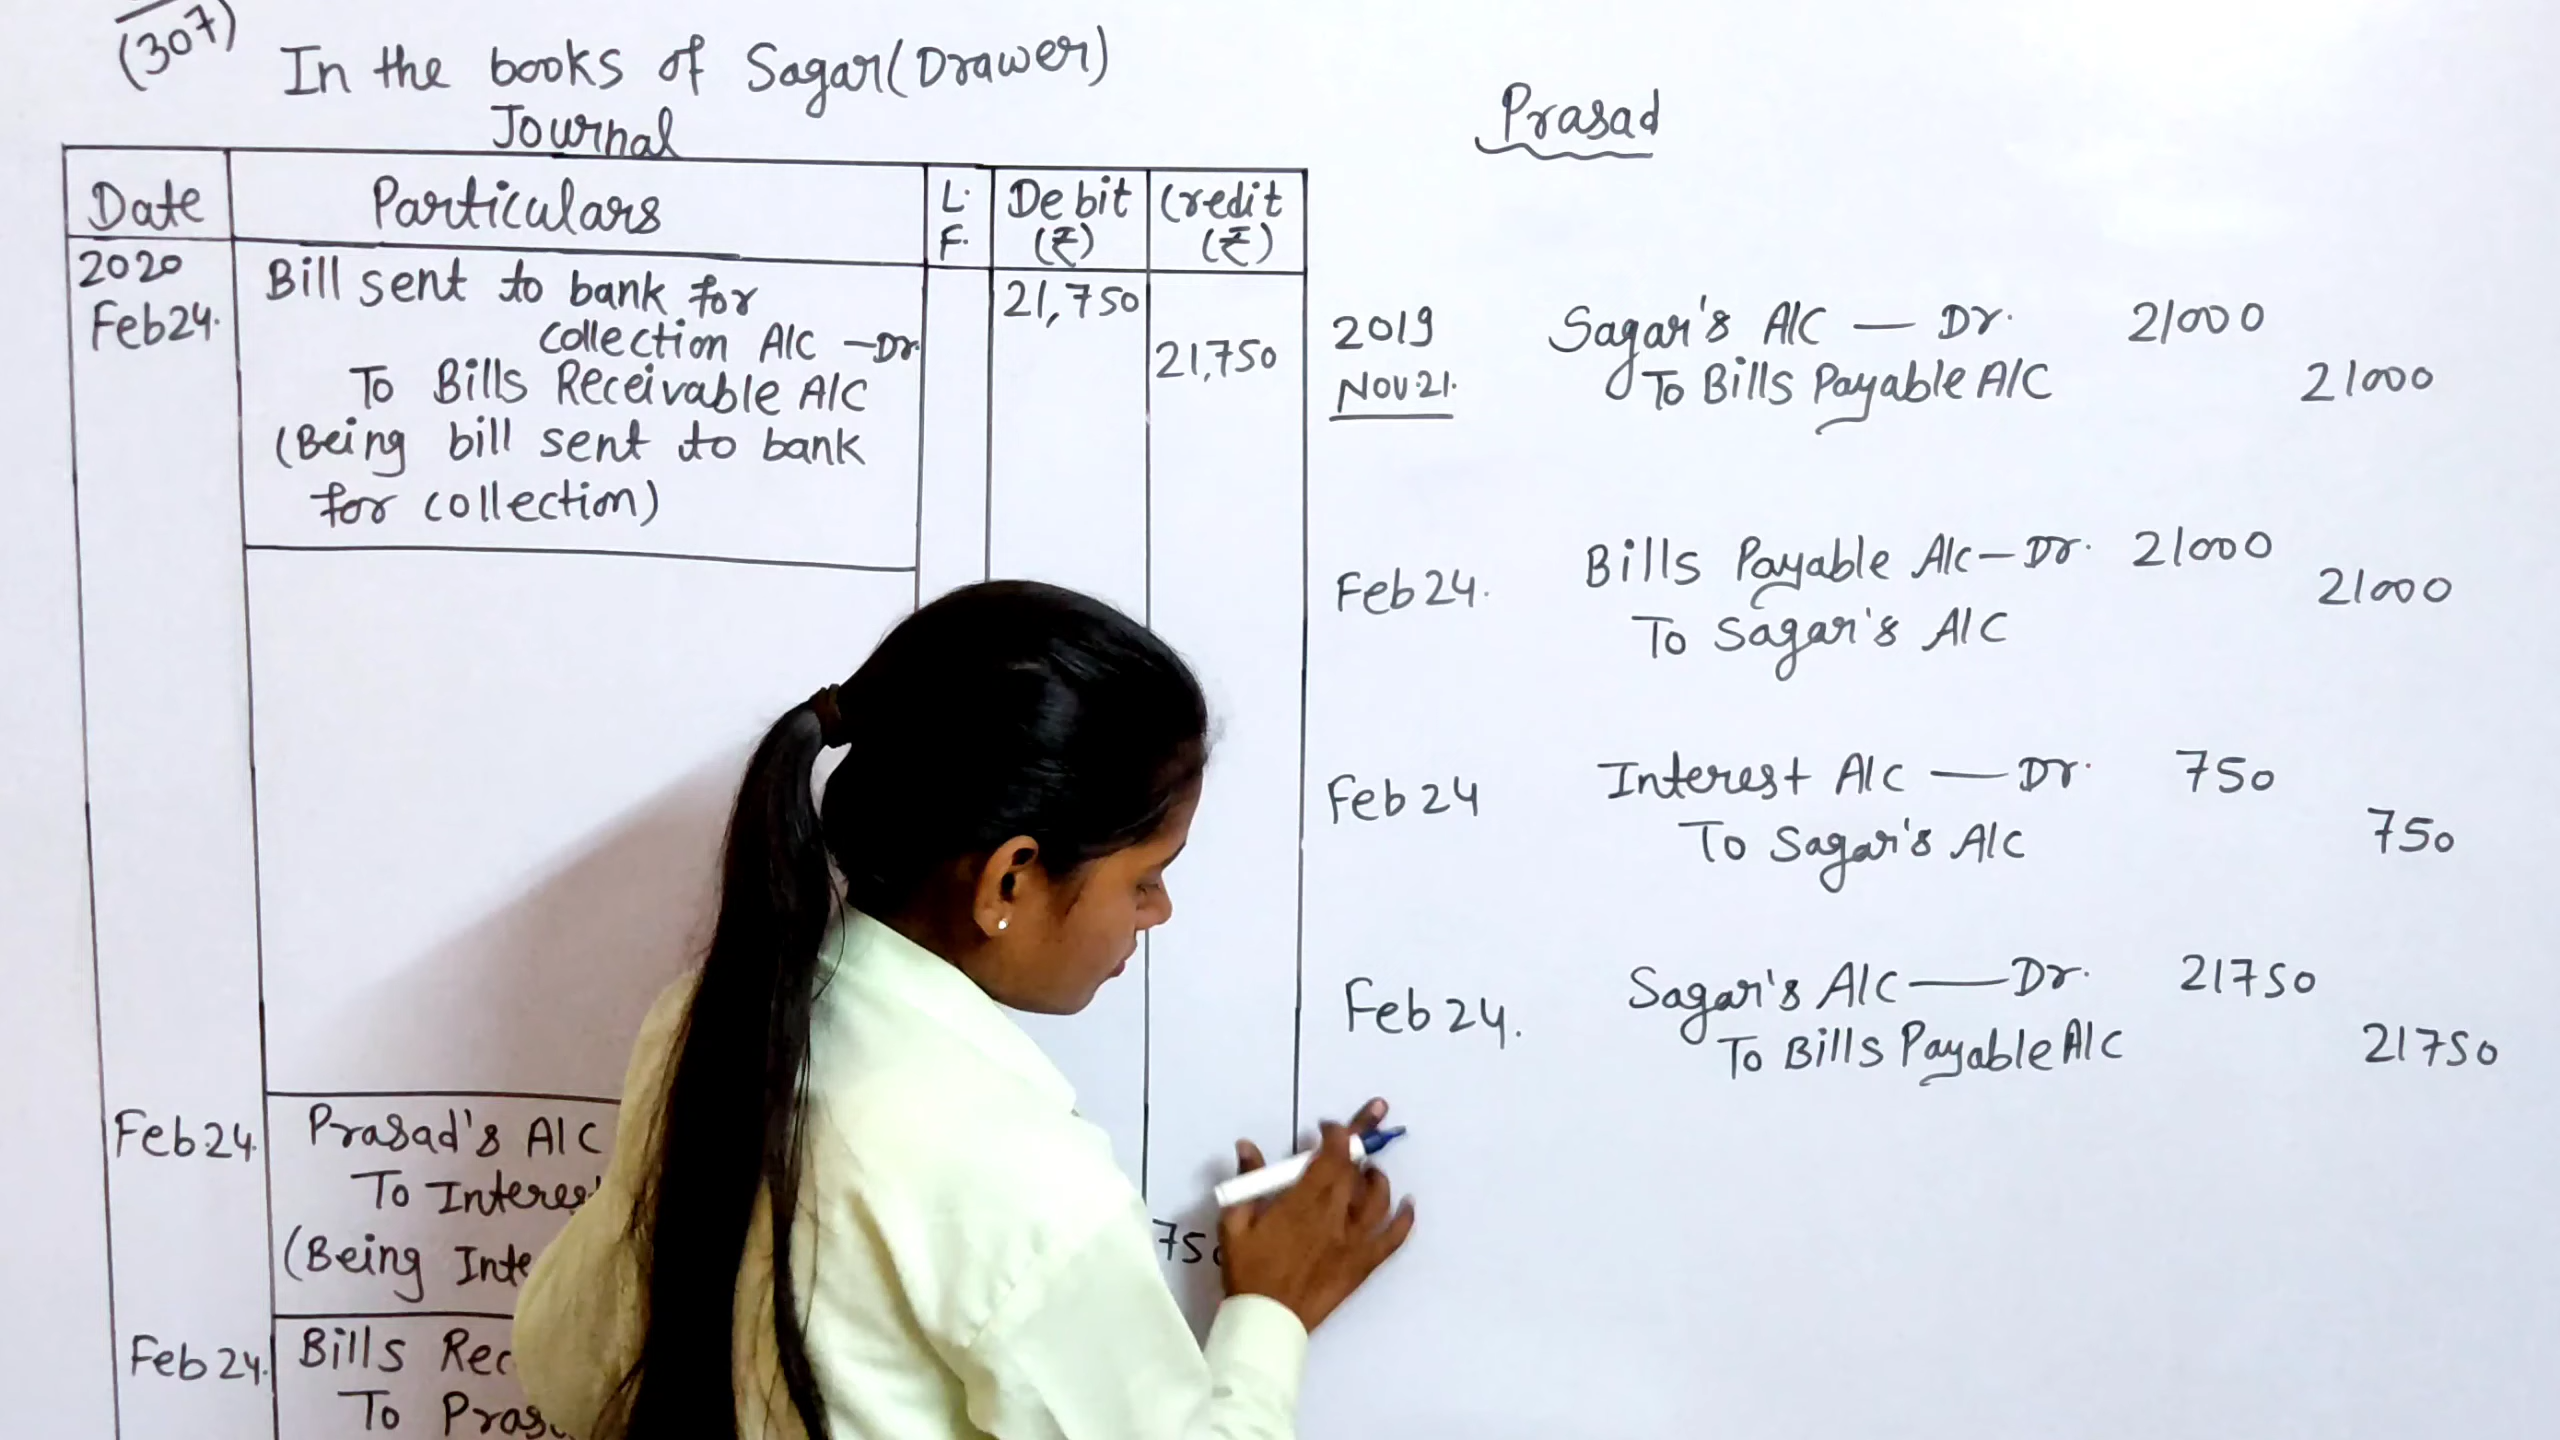 (307)
In the books of Sagar (Drawer)
Journal
Date Particulars L.F. Debit (₹) Credit (₹)
2020
Feb 24. Bill sent to bank for 21,750
collection A/C — Dr.
To Bills Receivable A/C 21,750
(Being bill sent to bank
for collection)
Feb 24. Prasad's A/C
To
750
(Being
Feb 24. Bills
To
Prasad
2019
Nov. 21. Sagar's A/C — Dr. 21000
To Bills Payable A/C 21000
Feb 24. Bills Payable A/c — Dr. 21000
To Sagar's A/C 21000
Feb 24 Interest A/C — Dr. 750
To Sagar's A/C 750
Feb 24. Sagar's A/C — Dr. 21750
To Bills Payable A/C 21750